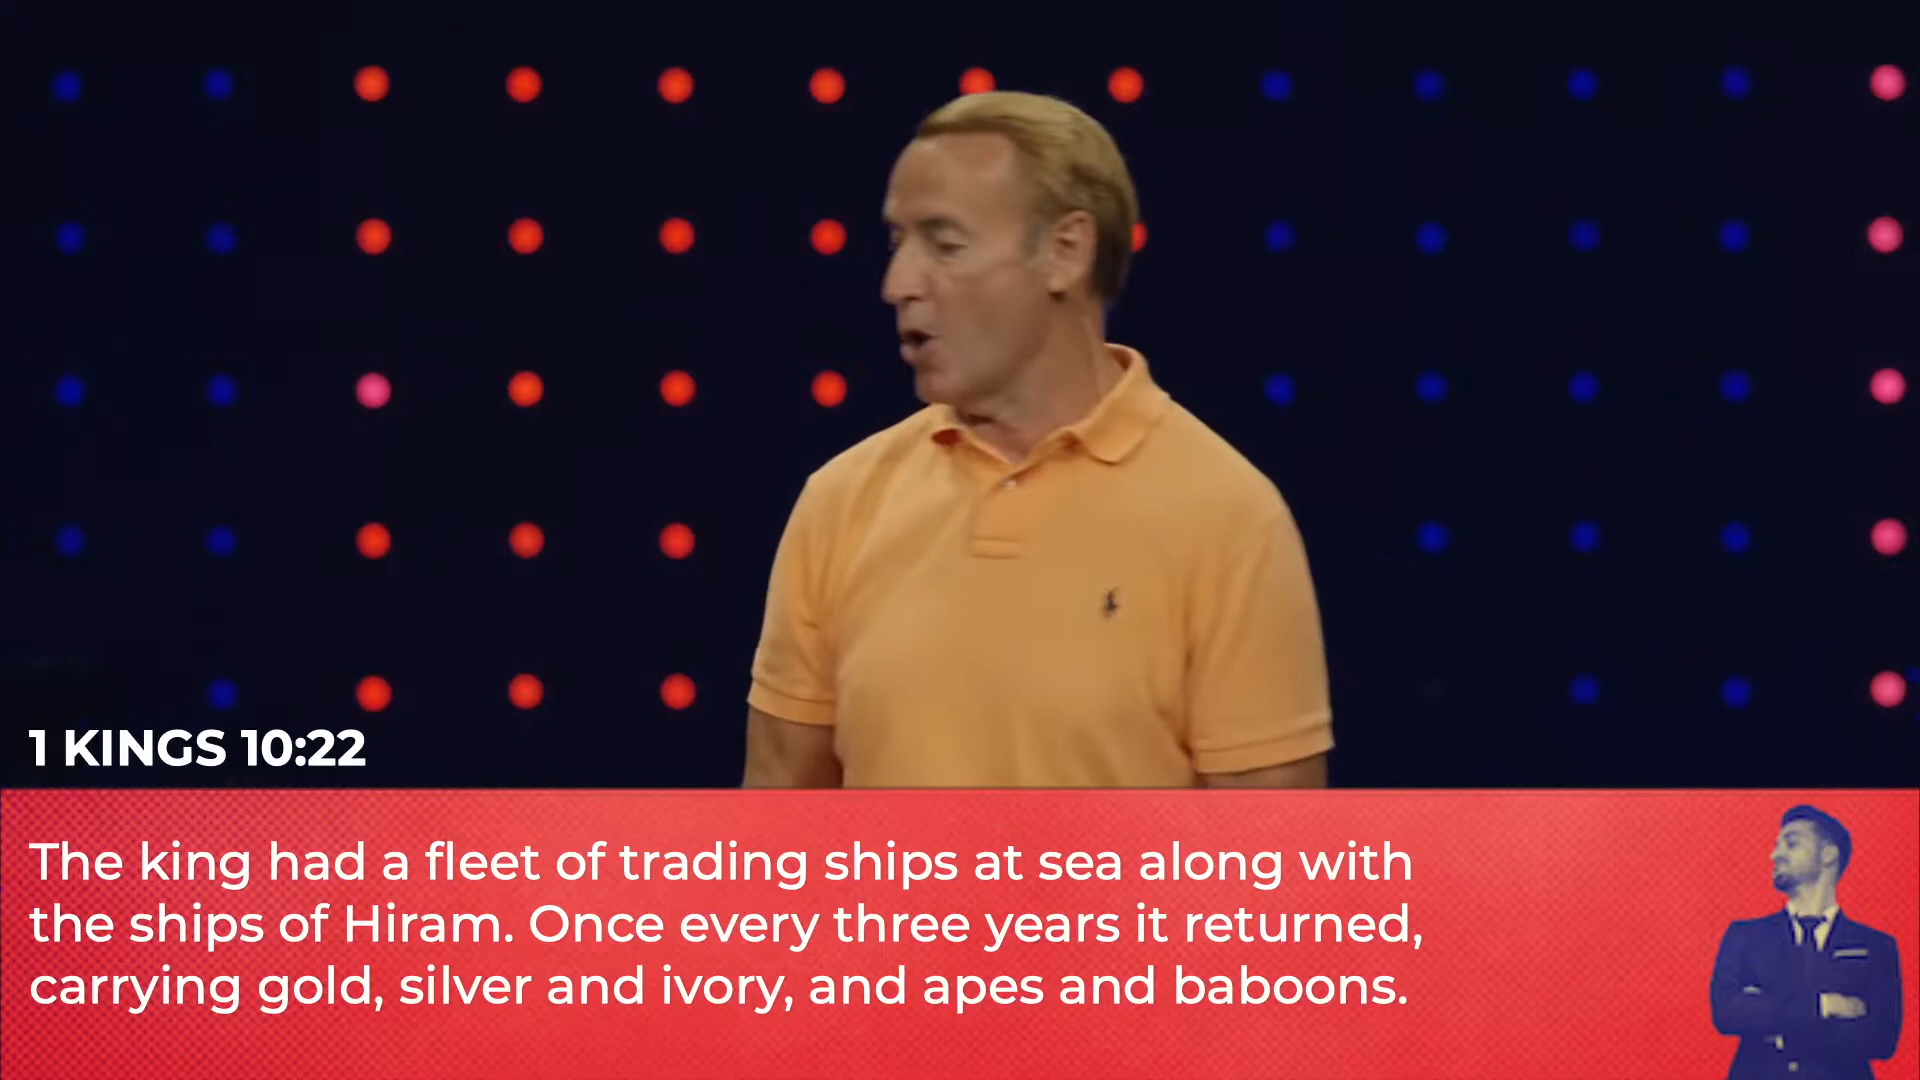 1 KINGS 10:22
The king had a fleet of trading ships at sea along with
the ships of Hiram. Once every three years it returned,
carrying gold, silver and ivory, and apes and baboons.